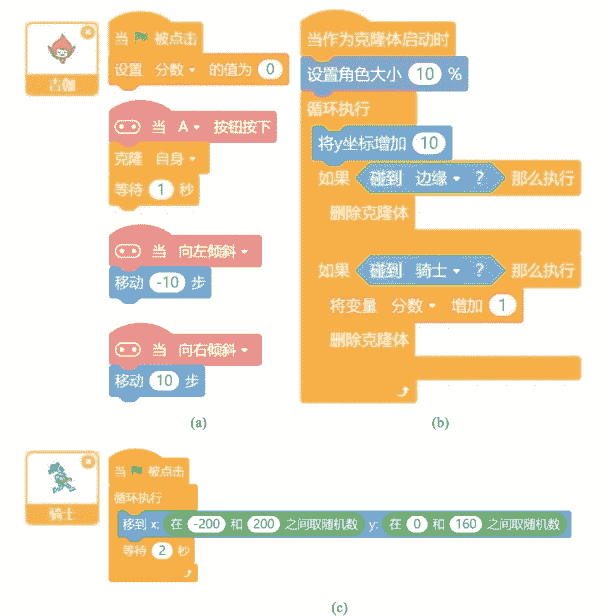 当 被点击
设置 分数 的值为 0
吉伽
当 A 按钮按下
克隆 自身
等待 1 秒
当 向左倾斜
移动 -10 步
当 向右倾斜
移动 10 步
(a)
当作为克隆体启动时
设置角色大小 10 %
循环执行
将y坐标增加 10
如果 碰到 边缘 ? 那么执行
删除克隆体
如果 碰到 骑士 ? 那么执行
将变量 分数 增加 1
删除克隆体
(b)
骑士
当 被点击
循环执行
移到 x: 在 -200 和 200 之间取随机数 y: 在 0 和 160 之间取随机数
等待 2 秒
(c)